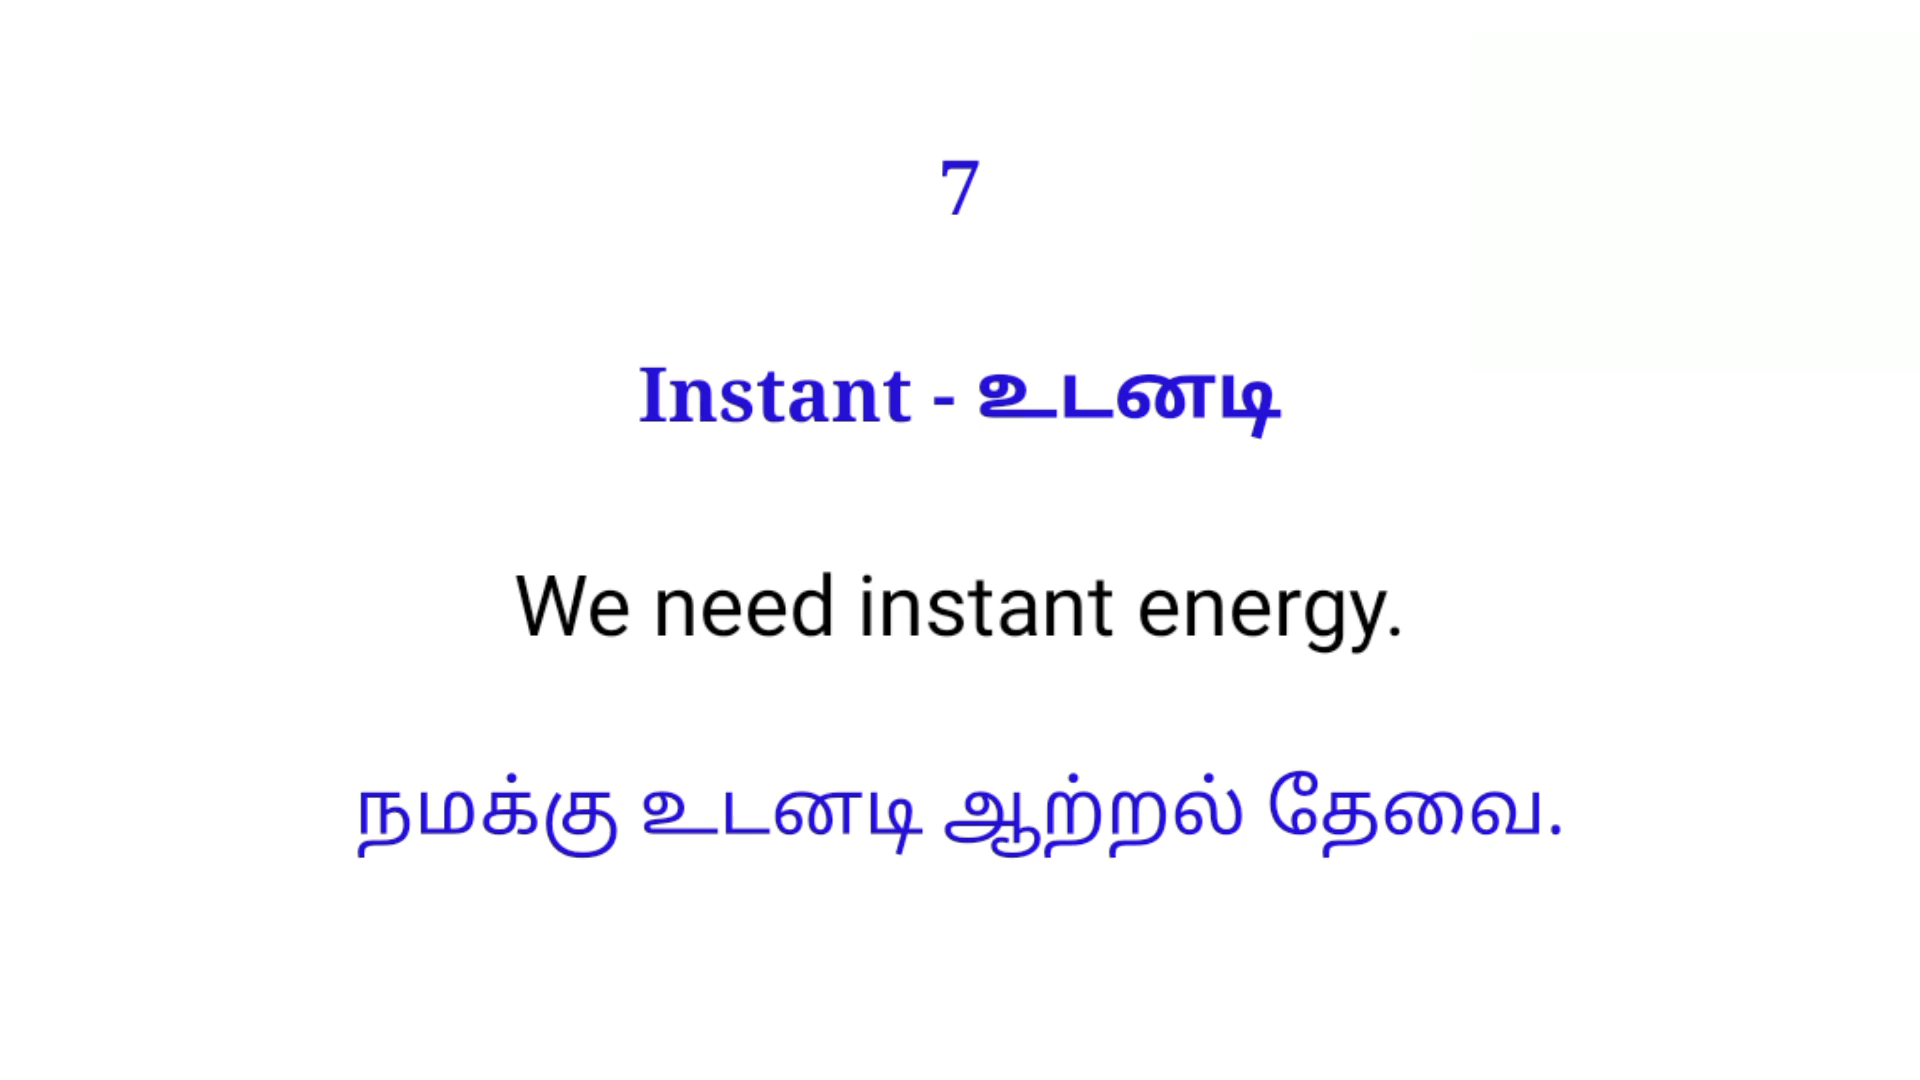 7
Instant - உடனடி
We need instant energy.
நமக்கு உடனடி ஆற்றல் தேவை.